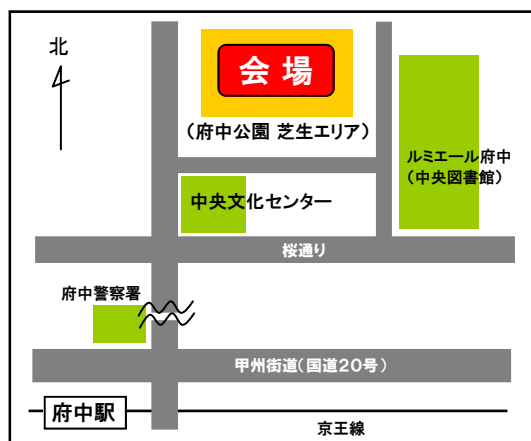 北
会場
（府中公園 芝生エリア）
ルミエール府中
（中央図書館）
中央文化センター
桜通り
府中警察署
甲州街道（国道２０号）
府中駅
京王線